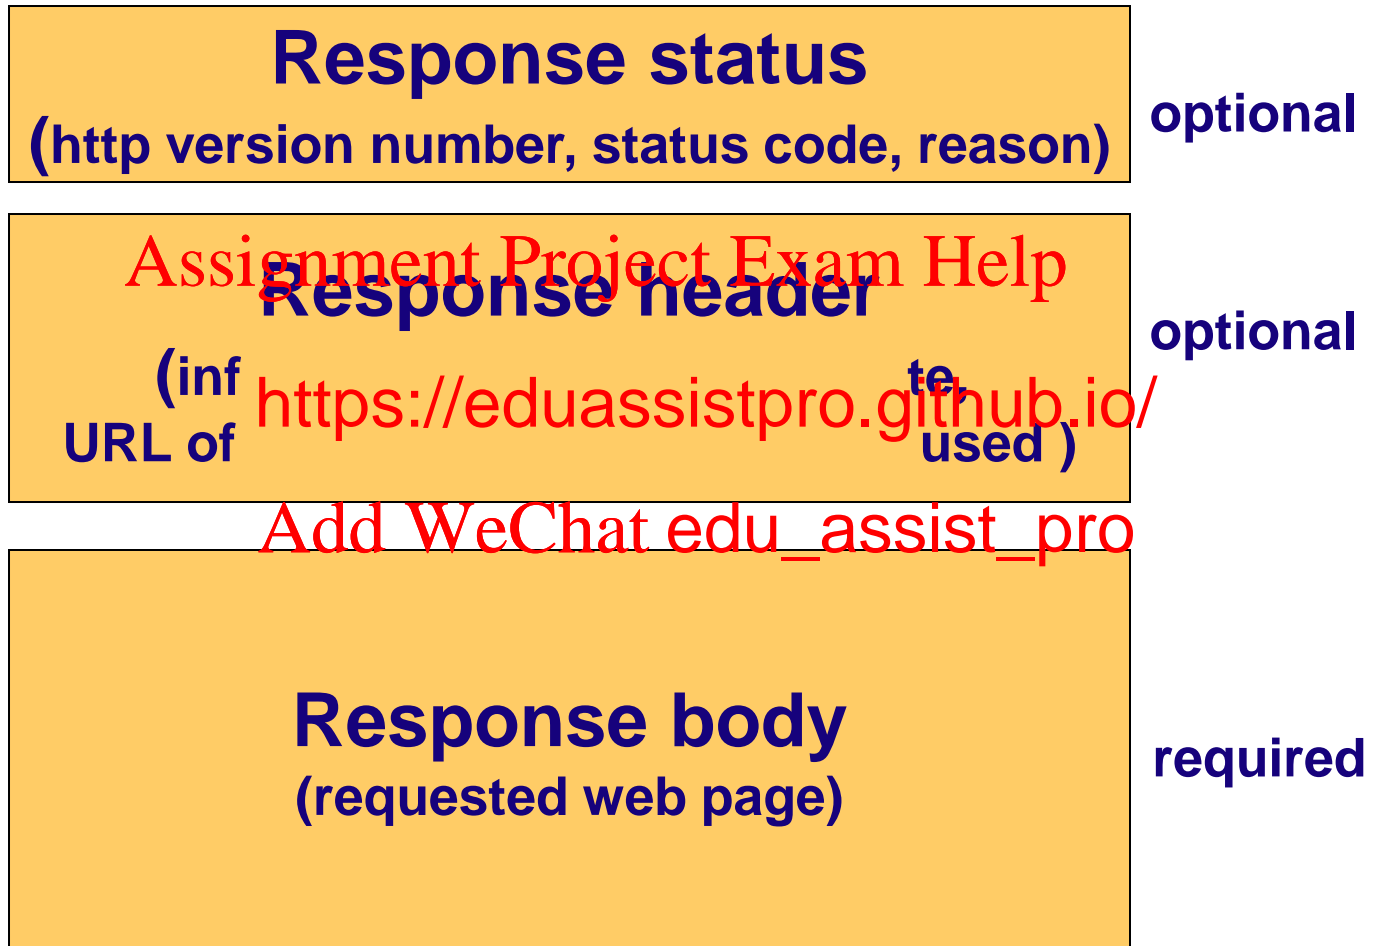 Response status
(http version number, status code, reason)
optional
Assignment Project Exam Help
Response header
optional
(inf te,
https://eduassistpro.github.io/
URL of used )
Add WeChat edu_assist_pro
Response body
(requested web page)
required